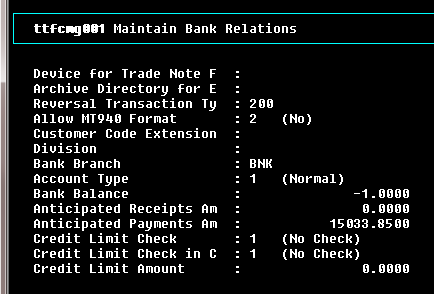 ttfcmg001 Maintain Bank Relations
Device for Trade Note F :
Archive Directory for E :
Reversal Transaction Ty : 200
Allow MT940 Format : 2 (No)
Customer Code Extension :
Division :
Bank Branch : BNK
Account Type : 1 (Normal)
Bank Balance : -1.0000
Anticipated Receipts Am : 0.0000
Anticipated Payments Am : 15033.8500
Credit Limit Check : 1 (No Check)
Credit Limit Check in C : 1 (No Check)
Credit Limit Amount : 0.0000